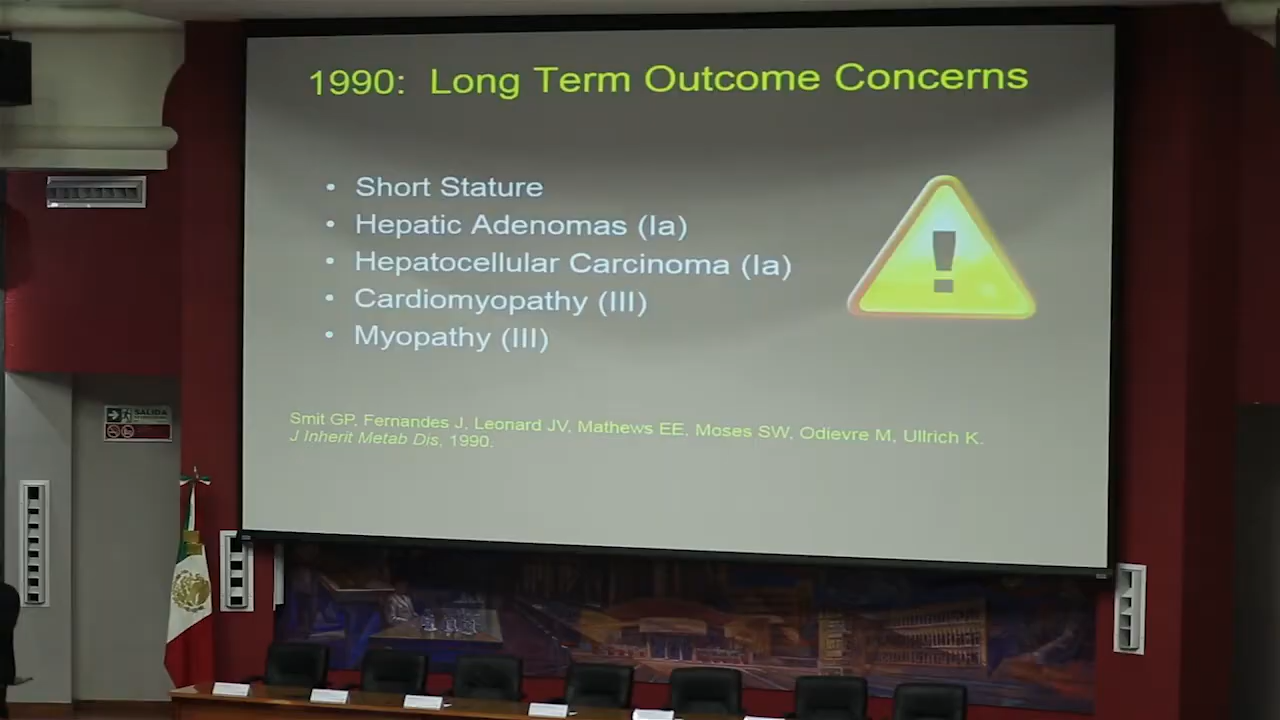 1990: Long Term Outcome Concerns
• Short Stature
• Hepatic Adenomas (Ia)
• Hepatocellular Carcinoma (Ia)
• Cardiomyopathy (III)
• Myopathy (III)
Smit GP, Fernandes J, Leonard JV, Mathews EE, Moses SW, Odievre M, Ullrich K.
J Inherit Metab Dis, 1990.
SALIDA